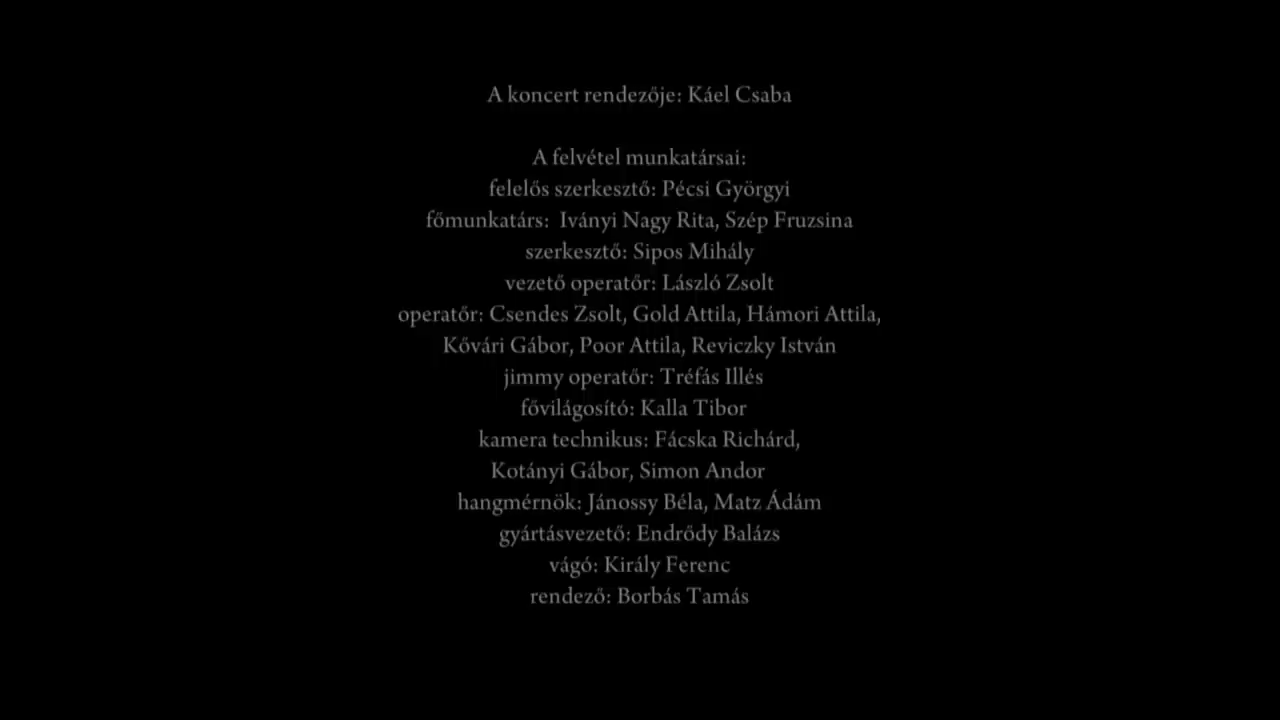 A koncert rendezője: Káel Csaba
A felvétel munkatársai:
felelős szerkesztő: Pécsi Györgyi
főmunkatárs:  Iványi Nagy Rita, Szép Fruzsina
szerkesztő: Sipos Mihály
vezető operatőr: László Zsolt
operatőr: Csendes Zsolt, Gold Attila, Hámori Attila,
Kővári Gábor, Poor Attila, Reviczky István
jimmy operatőr: Tréfás Illés
fővilágosító: Kalla Tibor
kamera technikus: Fácska Richárd,
Kotányi Gábor, Simon Andor
hangmérnök: Jánossy Béla, Matz Ádám
gyártásvezető: Endrődy Balázs
vágó: Király Ferenc
rendező: Borbás Tamás